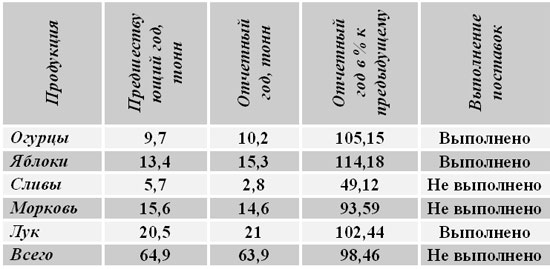 Продукция
Предшеству
ющий год,
тонн
Отчетный
год, тонн
Отчетный
год в % к
предыдущему
Выполнение
поставок
Огурцы 9,7 10,2 105,15 Выполнено
Яблоки 13,4 15,3 114,18 Выполнено
Сливы 5,7 2,8 49,12 Не выполнено
Морковь 15,6 14,6 93,59 Не выполнено
Лук 20,5 21 102,44 Выполнено
Всего 64,9 63,9 98,46 Не выполнено